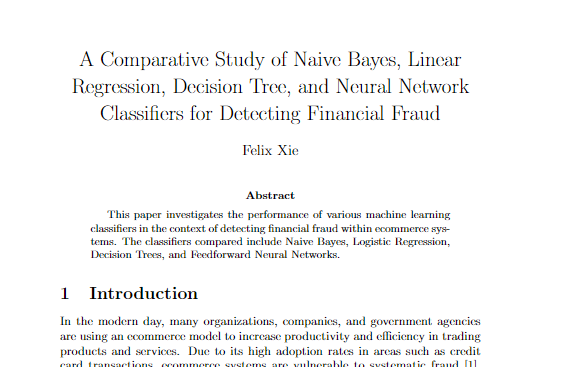 A Comparative Study of Naive Bayes, Linear
Regression, Decision Tree, and Neural Network
Classifiers for Detecting Financial Fraud
Felix Xie
Abstract
This paper investigates the performance of various machine learning
classifiers in the context of detecting financial fraud within ecommerce sys-
tems. The classifiers compared include Naive Bayes, Logistic Regression,
Decision Trees, and Feedforward Neural Networks.
1 Introduction
In the modern day, many organizations, companies, and government agencies
are using an ecommerce model to increase productivity and efficiency in trading
products and services. Due to its high adoption rates in areas such as credit
card transactions, ecommerce systems are vulnerable to systematic fraud [1].